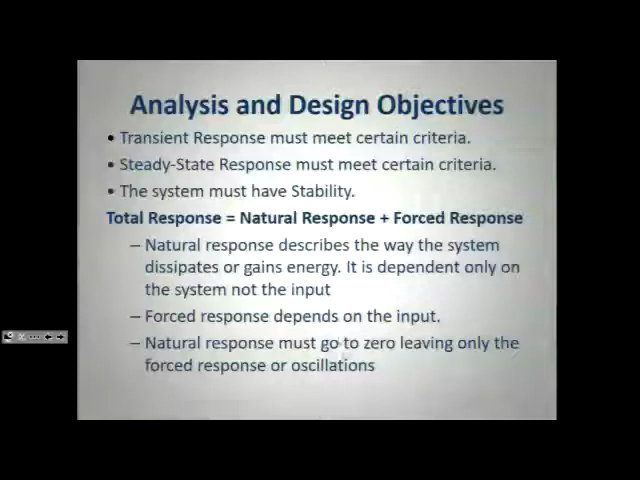 Analysis and Design Objectives
• Transient Response must meet certain criteria.
• Steady-State Response must meet certain criteria.
• The system must have Stability.
Total Response = Natural Response + Forced Response
– Natural response describes the way the system
dissipates or gains energy. It is dependent only on
the system not the input
– Forced response depends on the input.
– Natural response must go to zero leaving only the
forced response or oscillations